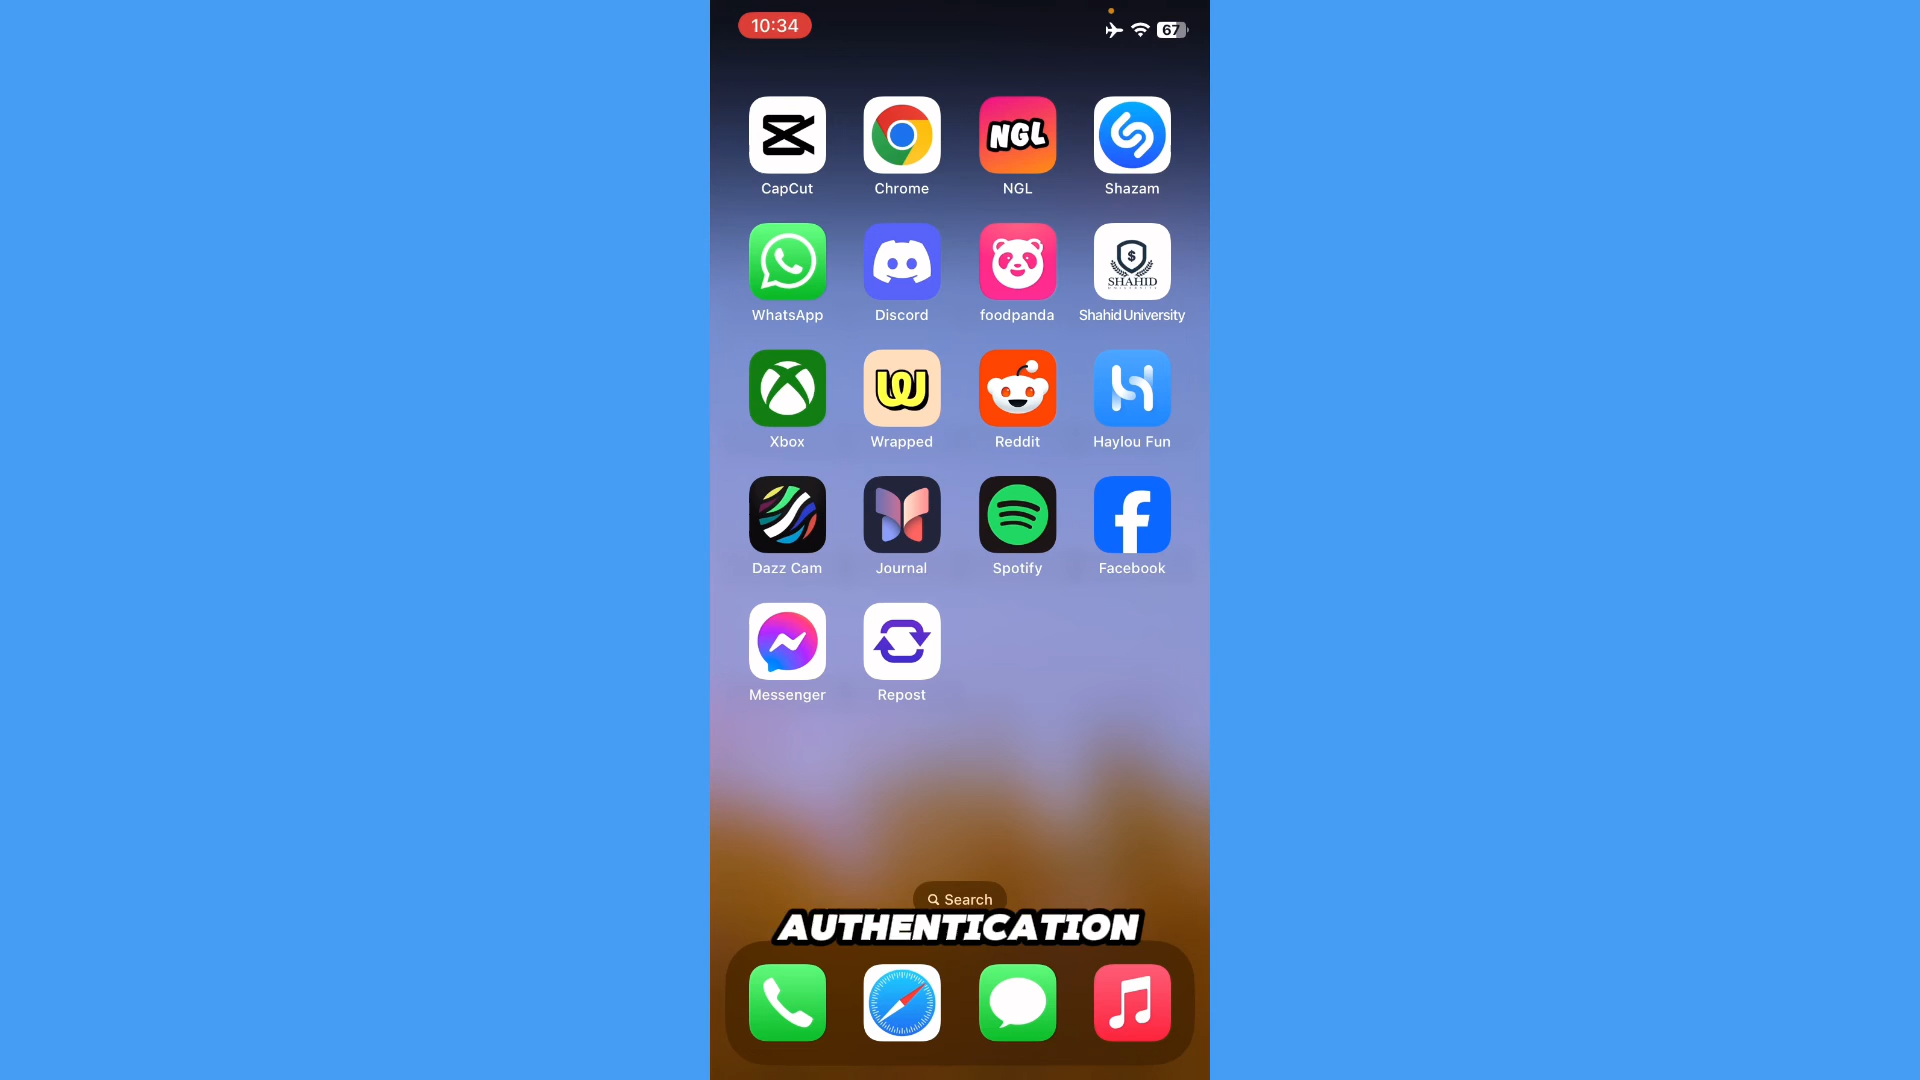 10:34
67
NGL
CapCut Chrome NGL Shazam
$
SHAHID
WhatsApp Discord foodpanda Shahid University
Xbox Wrapped Reddit Haylou Fun
Dazz Cam Journal Spotify Facebook
Messenger Repost
Search
AUTHENTICATION